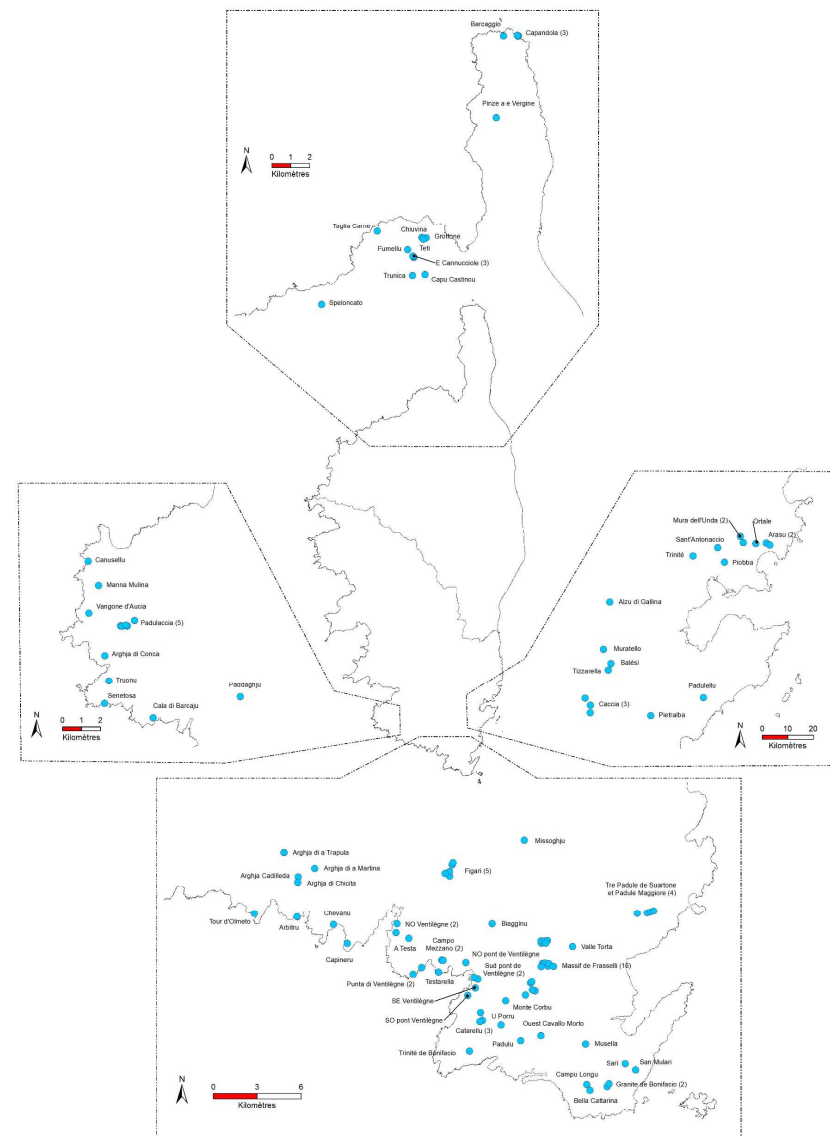 Barcaggio
Capandola (3)
Pinze a e Vergine
N
0 1 2
Kilomètres
Taglia Carne
Chiuvina
Grottone
Fumellu
Teti
E Cannucciole (3)
Trunica
Capu Castincu
Speloncato
Canusellu
Manna Mulina
Vangone d'Aucia
Padulaccia (5)
Arghja di Conca
Truonu
Senetosa
Cala di Barcaju
Paddaghju
N
0 1 2
Kilomètres
Mura dell'Unda (2)
Ortale
Sant'Antonaccio
Arasu (2)
Trinité
Piobba
Aizu di Gallina
Muratello
Balési
Tizzarella
Caccia (3)
Padulellu
Pietralba
N
0 10 20
Kilomètres
Missoghju
Arghja di a Trapula
Arghja di a Martina
Arghja Cadilleda
Arghja di Chicita
Figari (5)
Tre Padule de Suartone
et Padule Maggiore (4)
Tour d'Olmeto
Arbitru
Chevanu
Capineru
NO Ventilègne (2)
Biagginu
A Testa
Campo
Mezzano (2)
NO pont de Ventilègne
Valle Torta
Sud pont de
Ventilègne (2)
Massif de Frasselli (16)
Punta di Ventilègne (2)
Testarella
SE Ventilègne
SO pont Ventilègne
Monte Corbu
U Porru
Catarellu (3)
Ouest Cavallo Morto
Padulu
Musella
Trinité de Bonifacio
Sari
San Mulari
Campu Longu
Granite de Bonifacio (2)
Bella Cattarina
N
0 3 6
Kilomètres